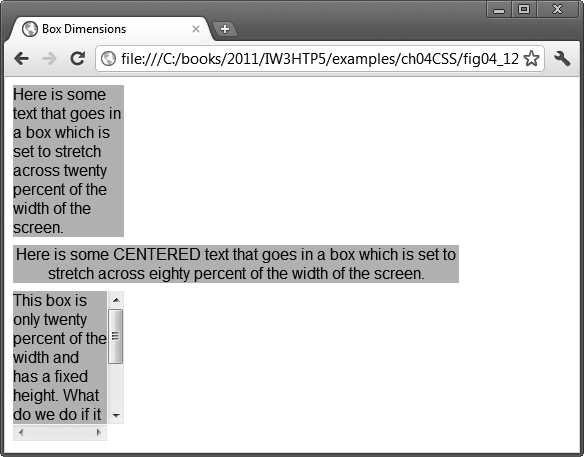 Box Dimensions
file:///C:/books/2011/IW3HTP5/examples/ch04CSS/fig04_12
Here is some
text that goes in
a box which is
set to stretch
across twenty
percent of the
width of the
screen.
Here is some CENTERED text that goes in a box which is set to
stretch across eighty percent of the width of the screen.
This box is
only twenty
percent of the
width and
has a fixed
height. What
do we do if it